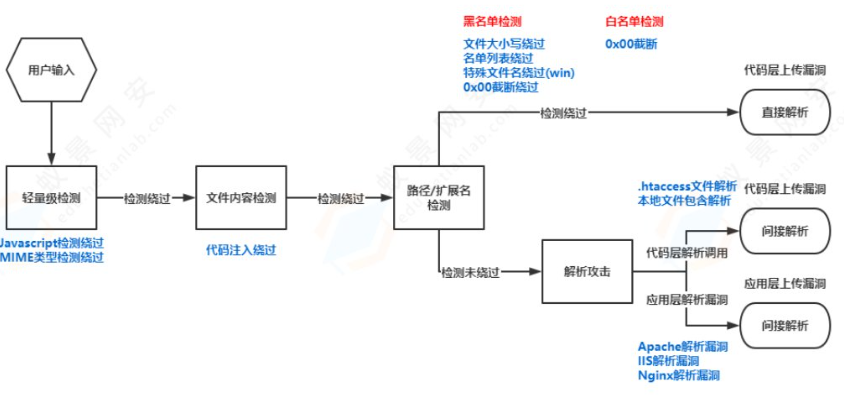 黑名单检测
文件大小写绕过
名单列表绕过
特殊文件名绕过(win)
0x00截断绕过
白名单检测
0x00截断
用户输入
代码层上传漏洞
直接解析
检测绕过
轻量级检测
检测绕过
文件内容检测
检测绕过
路径/扩展名
检测
Javascript检测绕过
MIME类型检测绕过
代码注入绕过
.htaccess文件解析
本地文件包含解析
代码层上传漏洞
间接解析
代码层解析调用
检测未绕过
解析攻击
应用层解析漏洞
应用层上传漏洞
间接解析
Apache解析漏洞
IIS解析漏洞
Nginx解析漏洞
蚁景网安